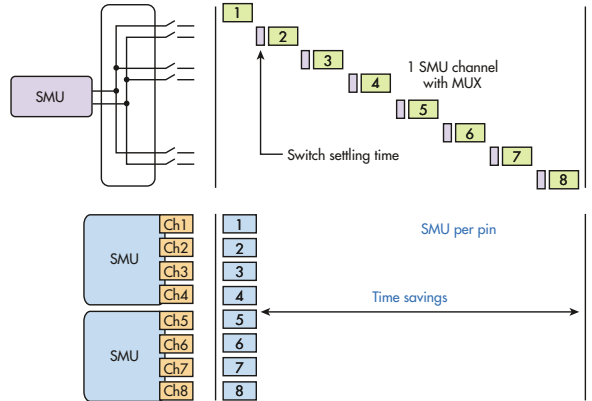 1
2
3
4
1 SMU channel
with MUX
SMU
5
6
Switch settling time
7
8
SMU
Ch1
Ch2
Ch3
Ch4
1
2
3
4
SMU per pin
Time savings
SMU
Ch5
Ch6
Ch7
Ch8
5
6
7
8